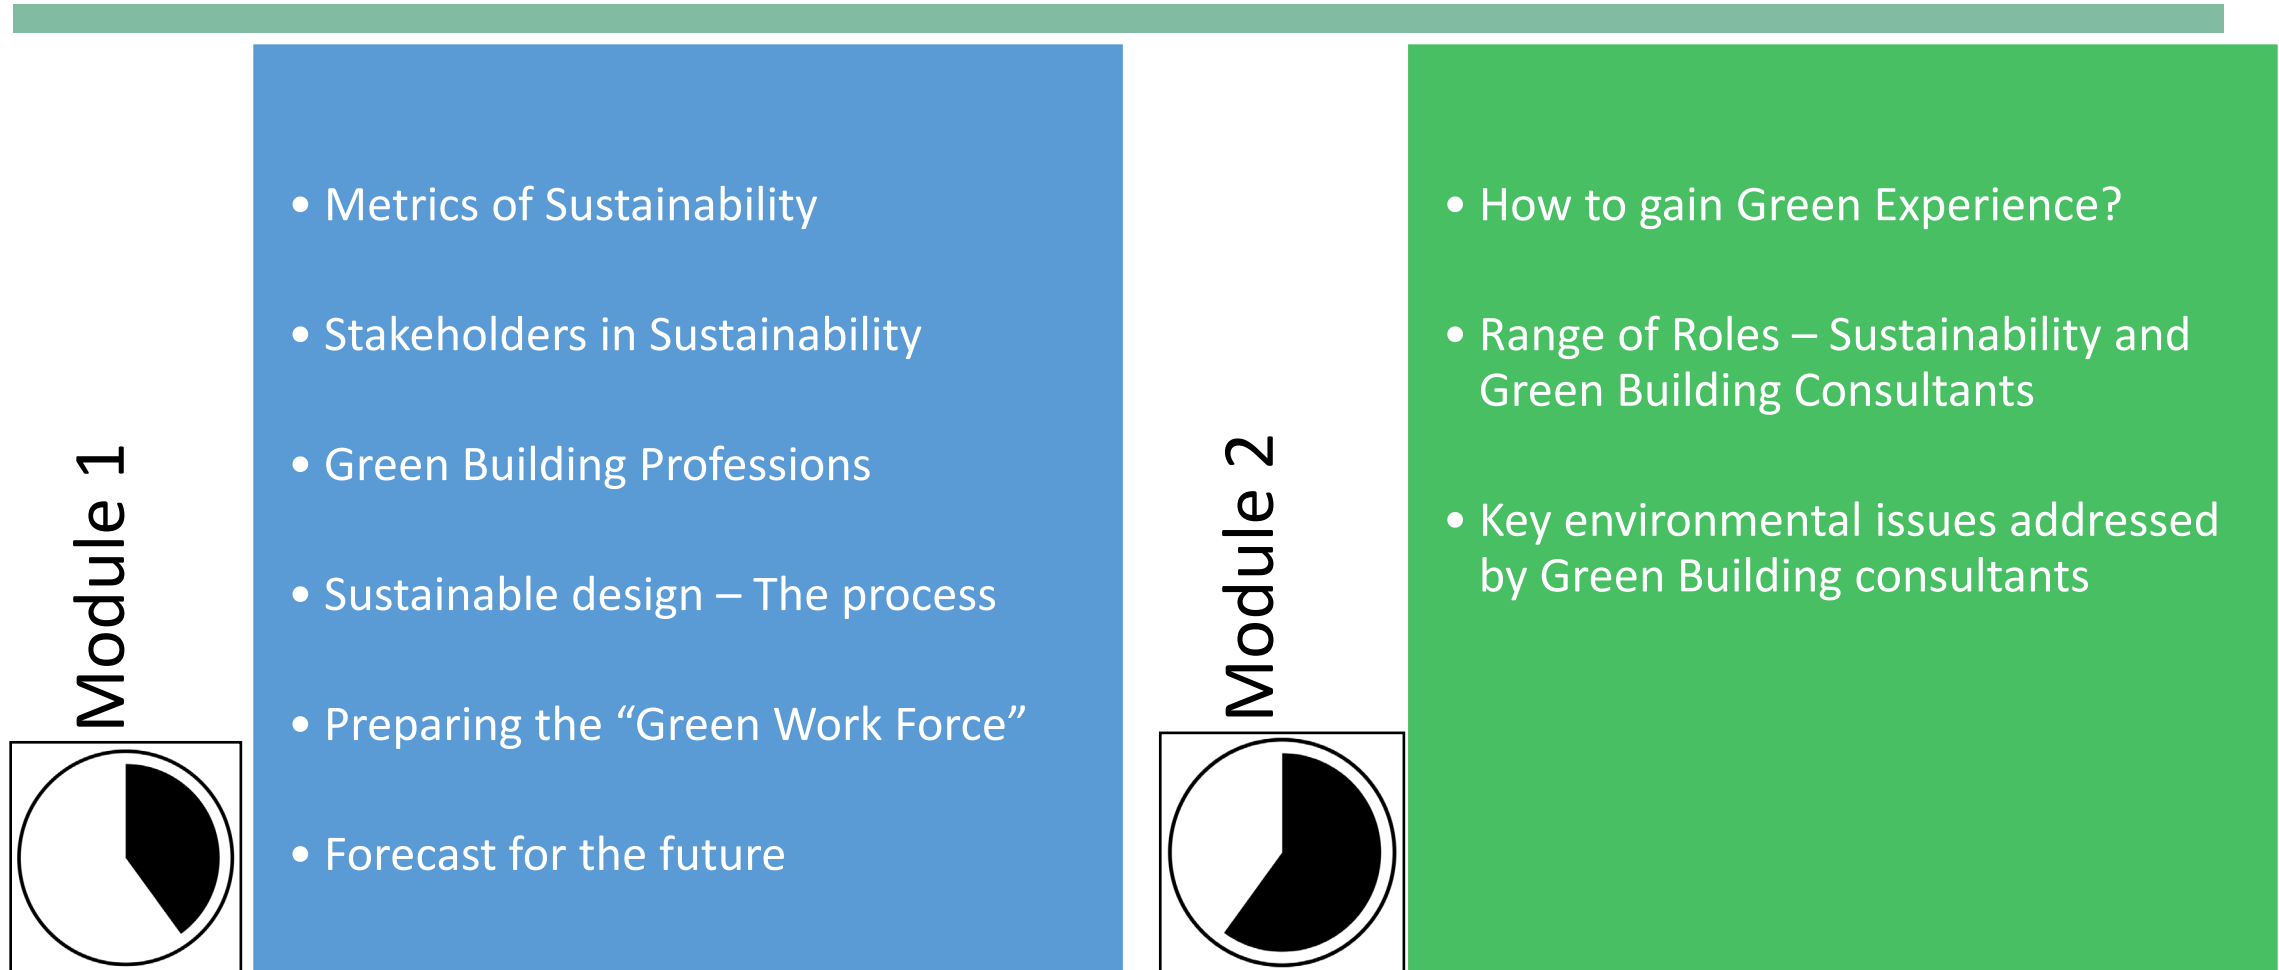 Module 1
• Metrics of Sustainability
• Stakeholders in Sustainability
• Green Building Professions
• Sustainable design – The process
• Preparing the “Green Work Force”
• Forecast for the future
Module 2
• How to gain Green Experience?
• Range of Roles – Sustainability and
Green Building Consultants
• Key environmental issues addressed
by Green Building consultants